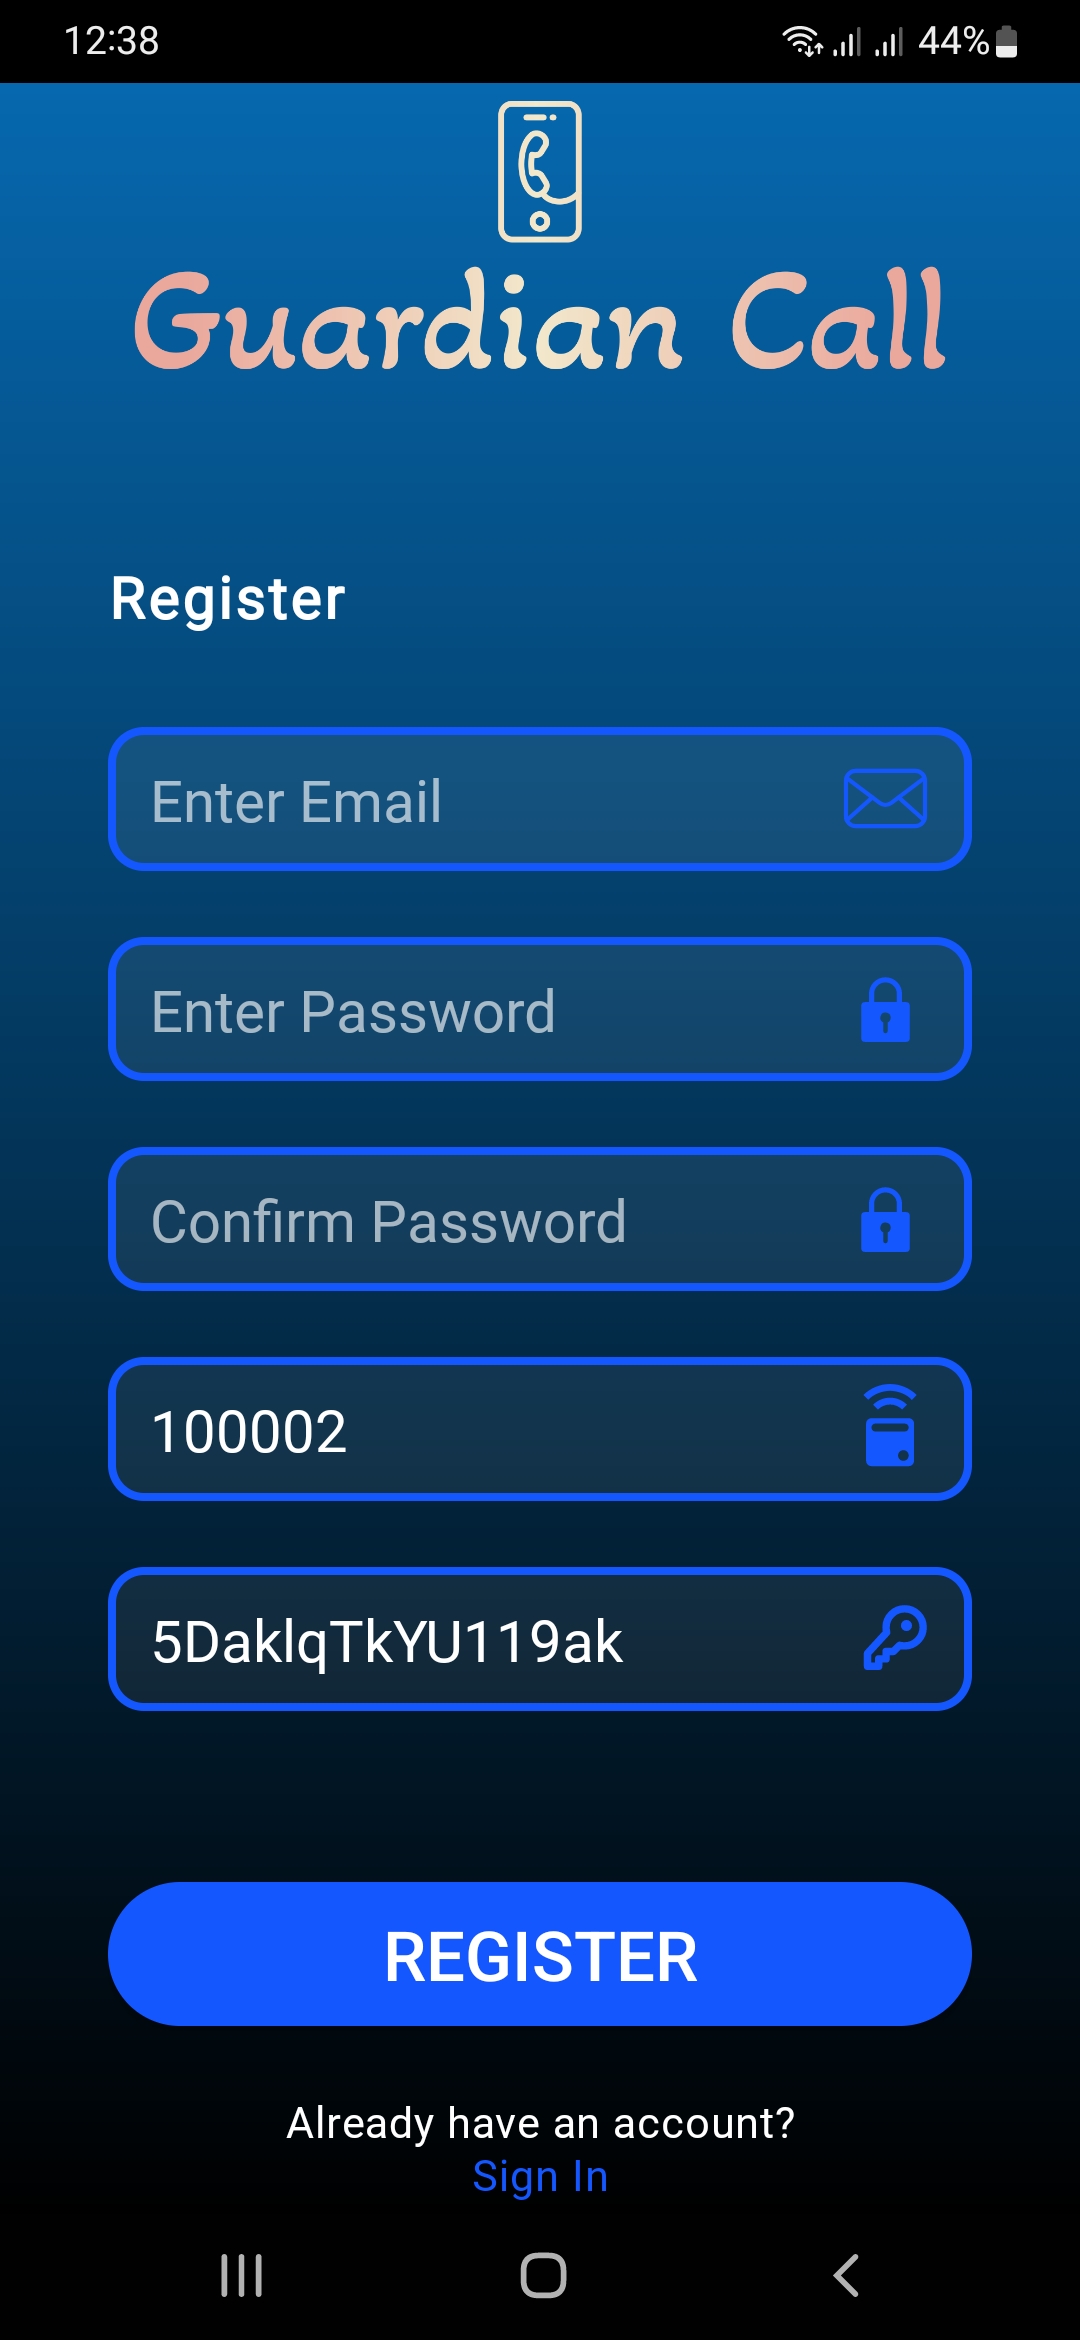 12:38
44%
Guardian Call
Register
Enter Email
Enter Password
Confirm Password
100002
5DaklqTkYU119ak
REGISTER
Already have an account?
Sign In